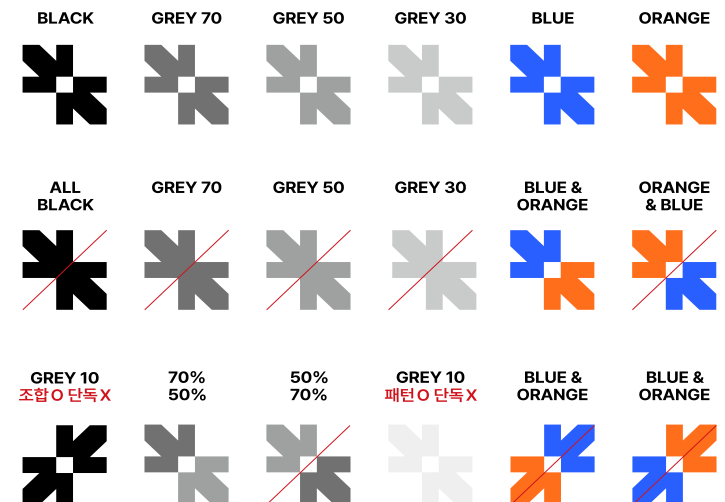 BLACK
GREY 70
GREY 50
GREY 30
BLUE
ORANGE
ALL
BLACK
GREY 70
GREY 50
GREY 30
BLUE &
ORANGE
ORANGE
& BLUE
GREY 10
조합 O 단독 X
70%
50%
50%
70%
GREY 10
패턴 O 단독 X
BLUE &
ORANGE
BLUE &
ORANGE